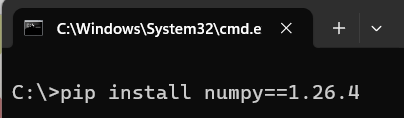 C:\Windows\System32\cmd.e
C:\>pip install numpy==1.26.4